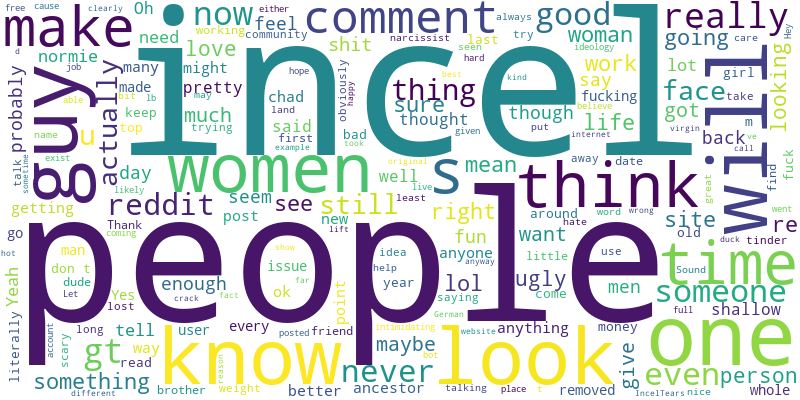 incel
people
women
think
know
look
one
will
guy
time
make
comment
really
now
good
s
someone
never
even
gt
thing
face
reddit
still
much
life
u
actually
right
something
ugly
sure
love
want
see
back
looking
person
give
maybe
shit
woman
work
going
need
feel
got
say
mean
site
lol
fun
men
probably
normie
many
might
pretty
chad
said
thought
though
fucking
lot
girl
day
seem
post
new
well
bad
anyone
around
come
shallow
enough
issue
ok
point
idea
year
tell
way
every
friend
anything
better
ancestor
removed
whole
literally
Yeah
getting
go
re
fuck
find
old
tinder
Oh
free
cause
clearly
either
community
working
always
try
last
seen
hard
narcissist
ideology
care
take
job
made
keep
top
trying
first
land
hope
obviously
happy
best
kind
may
lb
bit
able
name
exist
talk
sometime
likely
example
took
given
put
internet
believe
virgin
call
ve
m
d
Hey
away
date
original
live
least
word
wrong
hate
great
went
duck
Thank
coming
man
don t
dude
Let
hot
Yes
lost
user
long
read
scary
account
different
brother
reason
weight
crack
fact
show
far
lift
help
anyway
saying
German
intimidating
website
bot
posted
talking
place
t
little
use
money
Sound
full
nice
IncelTears